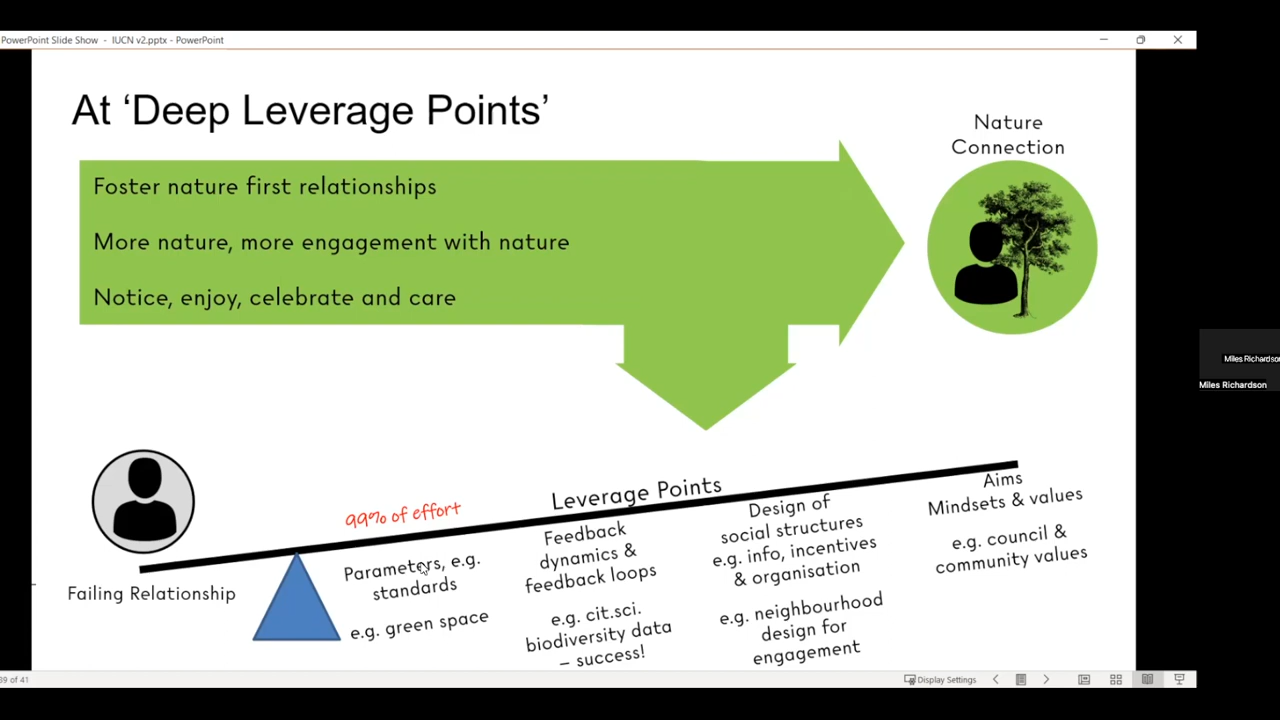 PowerPoint Slide Show - IUCN v2.pptx - PowerPoint
At ‘Deep Leverage Points’
Nature
Connection
Foster nature first relationships
More nature, more engagement with nature
Notice, enjoy, celebrate and care
Miles Richardson
Miles Richardson
Leverage Points
99% of effort
Failing Relationship
Parameters, e.g.
standards
e.g. green space
Feedback
dynamics &
feedback loops
e.g. cit.sci.
biodiversity data
– success!
Design of
social structures
e.g. info, incentives
& organisation
e.g. neighbourhood
design for
engagement
Aims
Mindsets & values
e.g. council &
community values
39 of 41
Display Settings